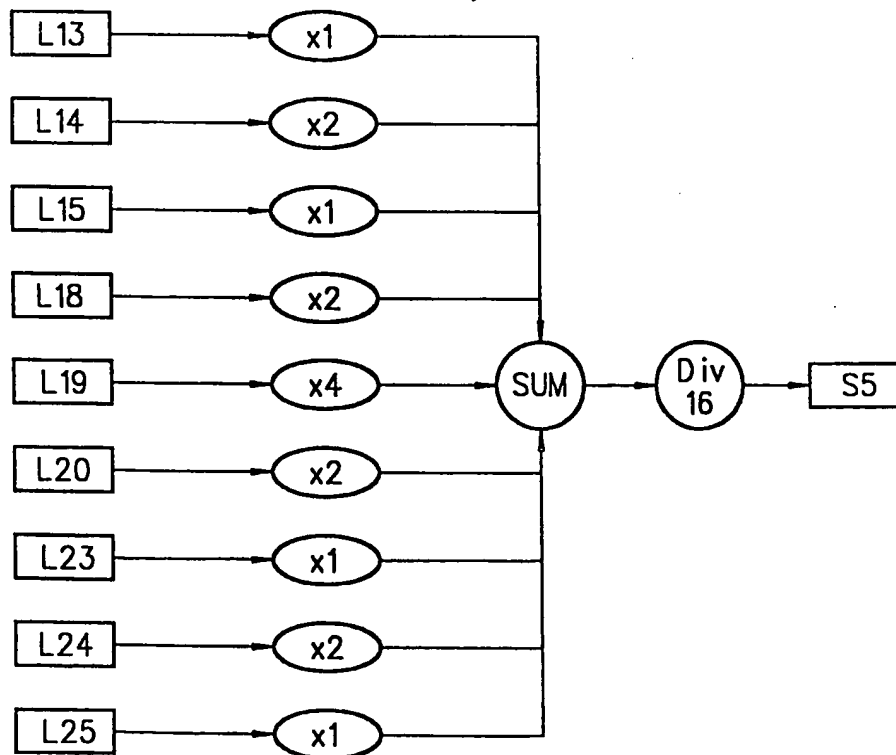 L13 x1
L14 x2
L15 x1
L18 x2
L19 x4 SUM Div 16 S5
L20 x2
L23 x1
L24 x2
L25 x1